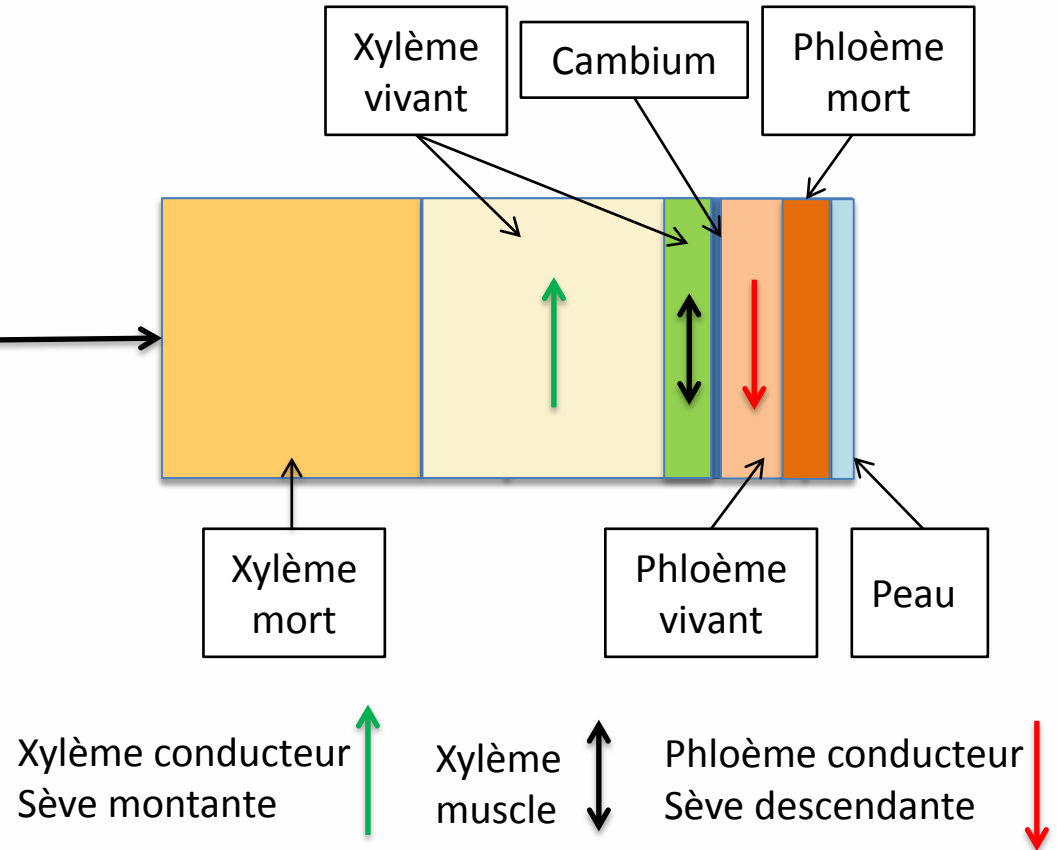 Xylème
vivant
Cambium
Phloème
mort
Xylème
mort
Phloème
vivant
Peau
Xylème conducteur
Sève montante
Xylème
muscle
Phloème conducteur
Sève descendante